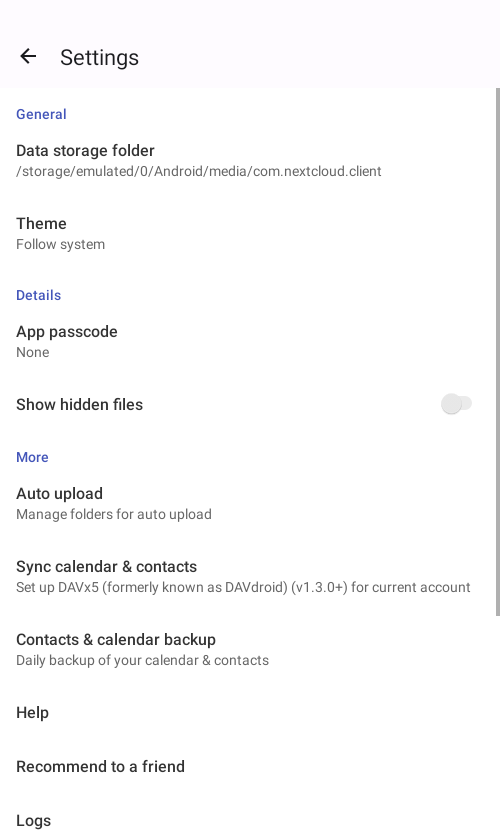 Settings
General
Data storage folder
/storage/emulated/0/Android/media/com.nextcloud.client
Theme
Follow system
Details
App passcode
None
Show hidden files
More
Auto upload
Manage folders for auto upload
Sync calendar & contacts
Set up DAVx5 (formerly known as DAVdroid) (v1.3.0+) for current account
Contacts & calendar backup
Daily backup of your calendar & contacts
Help
Recommend to a friend
Logs